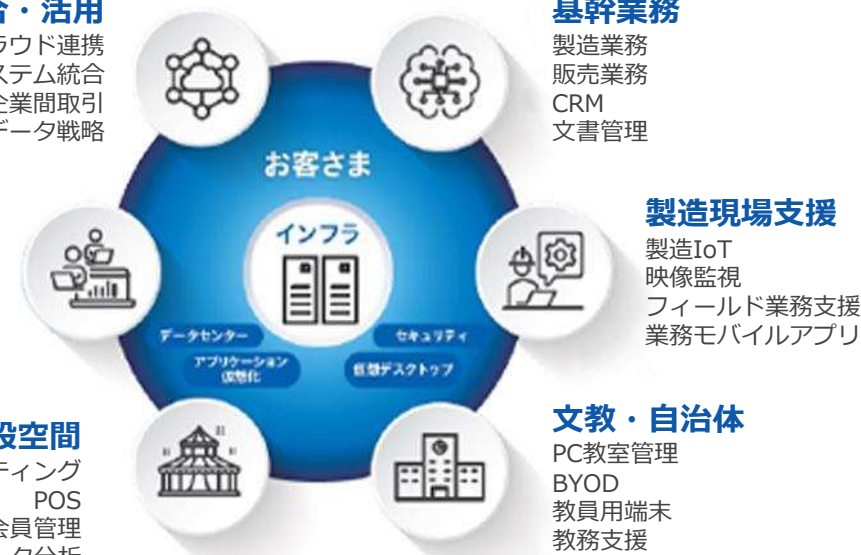 合・活用
ラウド連携
ステム統合
企業間取引
データ戦略
基幹業務
製造業務
販売業務
CRM
文書管理
お客さま
インフラ
データセンター
セキュリティ
アプリケーション
仮想化
仮想デスクトップ
製造現場支援
製造IoT
映像監視
フィールド業務支援
業務モバイルアプリ
設空間
ティング
POS
会員管理
タ分析
文教・自治体
PC教室管理
BYOD
教員用端末
教務支援